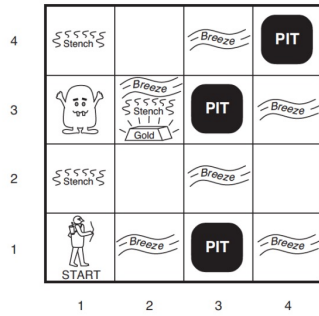 4
Stench
Breeze
PIT
3
Breeze
Stench
Gold
PIT
Breeze
2
Stench
Breeze
1
START
Breeze
PIT
Breeze
1 2 3 4